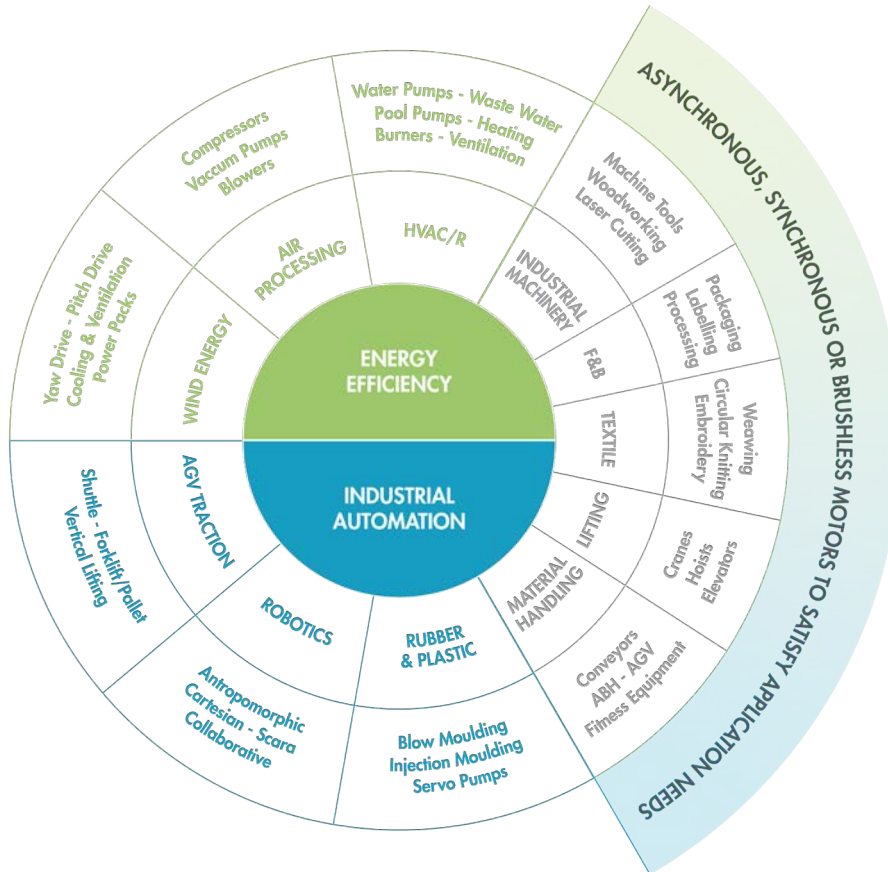 ENERGY
EFFICIENCY
INDUSTRIAL
AUTOMATION
HVAC/R
Water Pumps - Waste Water
Pool Pumps - Heating
Burners - Ventilation
INDUSTRIAL
MACHINERY
Machine Tools
Woodworking
Laser Cutting
F&B
Packaging
Labelling
Processing
TEXTILE
Weawing
Circular Knitting
Embroidery
LIFTING
Cranes
Hoists
Elevators
MATERIAL
HANDLING
Conveyors
ABH - AGV
Fitness Equipment
RUBBER
& PLASTIC
Blow Moulding
Injection Moulding
Servo Pumps
ROBOTICS
Antropomorphic
Cartesian - Scara
Collaborative
AGV TRACTION
Shuttle - Forklift/Pallet
Vertical Lifting
WIND ENERGY
Yaw Drive - Pitch Drive
Cooling & Ventilation
Power Packs
AIR
PROCESSING
Compressors
Vaccum Pumps
Blowers
ASYNCHRONOUS, SYNCHRONOUS OR BRUSHLESS MOTORS TO SATISFY APPLICATION NEEDS